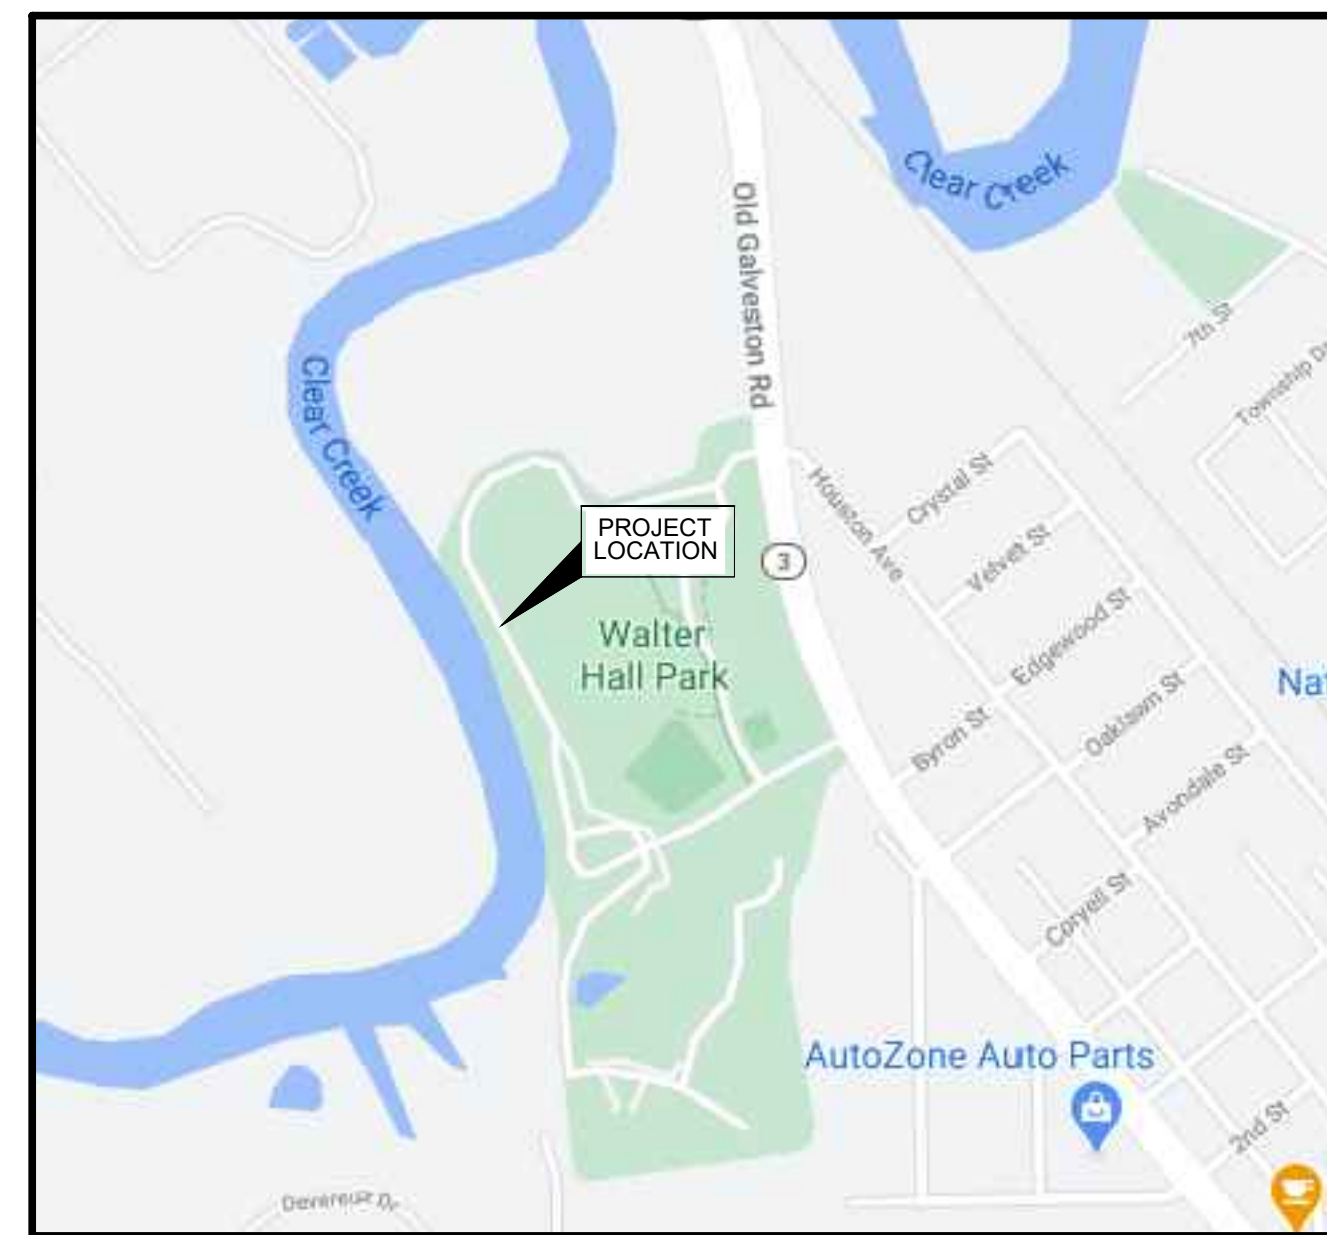 Clear Creek
Old Galveston Rd
7th St
Township Dr
Clear Creek
Crystal St
Houston Ave
PROJECT
LOCATION
3
Velvet St
Edgewood St
Walter
Hall Park
Oaklawn St
Byron St
Avondale St
Coryell St
AutoZone Auto Parts
2nd St